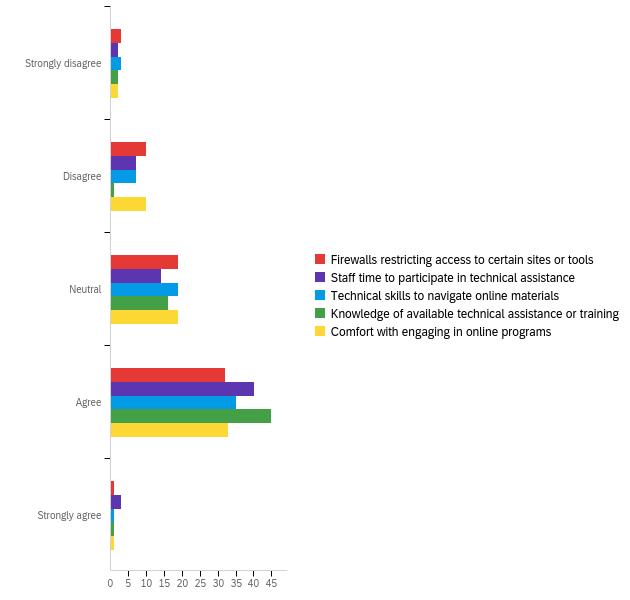 Strongly disagree
Disagree
Neutral
Agree
Strongly agree
0 5 10 15 20 25 30 35 40 45
Firewalls restricting access to certain sites or tools
Staff time to participate in technical assistance
Technical skills to navigate online materials
Knowledge of available technical assistance or training
Comfort with engaging in online programs